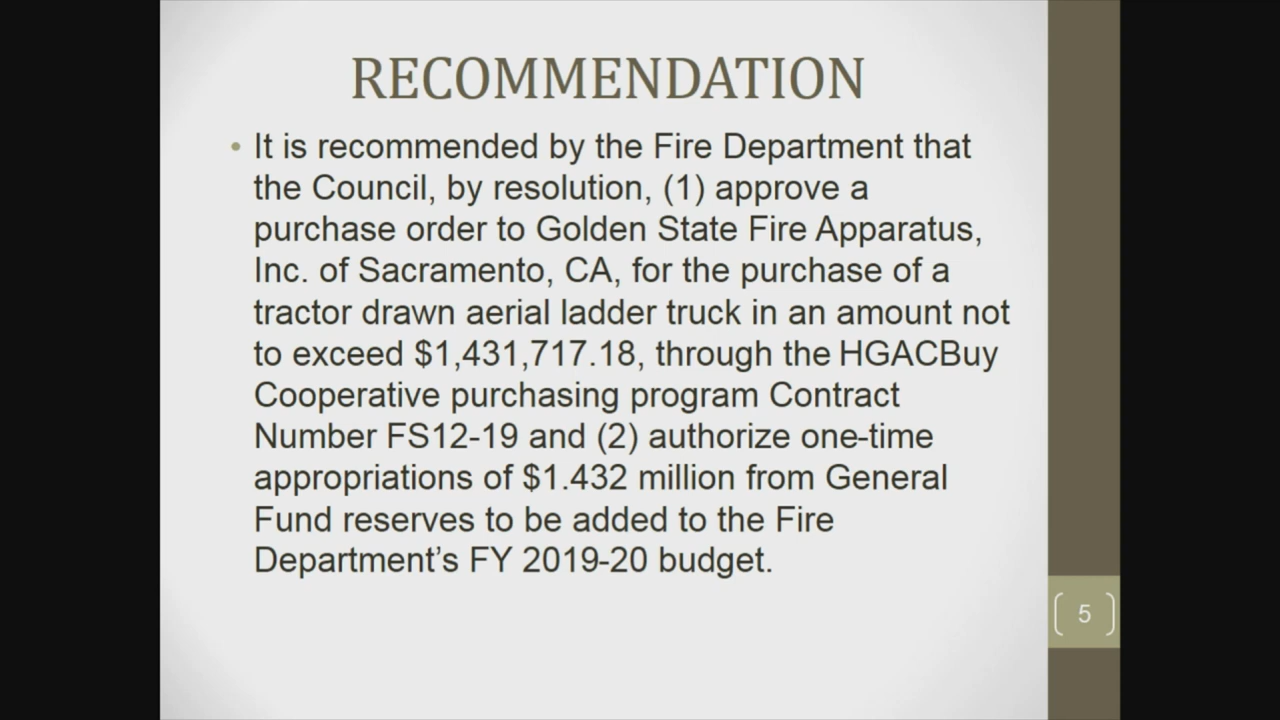 RECOMMENDATION
• It is recommended by the Fire Department that
the Council, by resolution, (1) approve a
purchase order to Golden State Fire Apparatus,
Inc. of Sacramento, CA, for the purchase of a
tractor drawn aerial ladder truck in an amount not
to exceed $1,431,717.18, through the HGACBuy
Cooperative purchasing program Contract
Number FS12-19 and (2) authorize one-time
appropriations of $1.432 million from General
Fund reserves to be added to the Fire
Department’s FY 2019-20 budget.
5